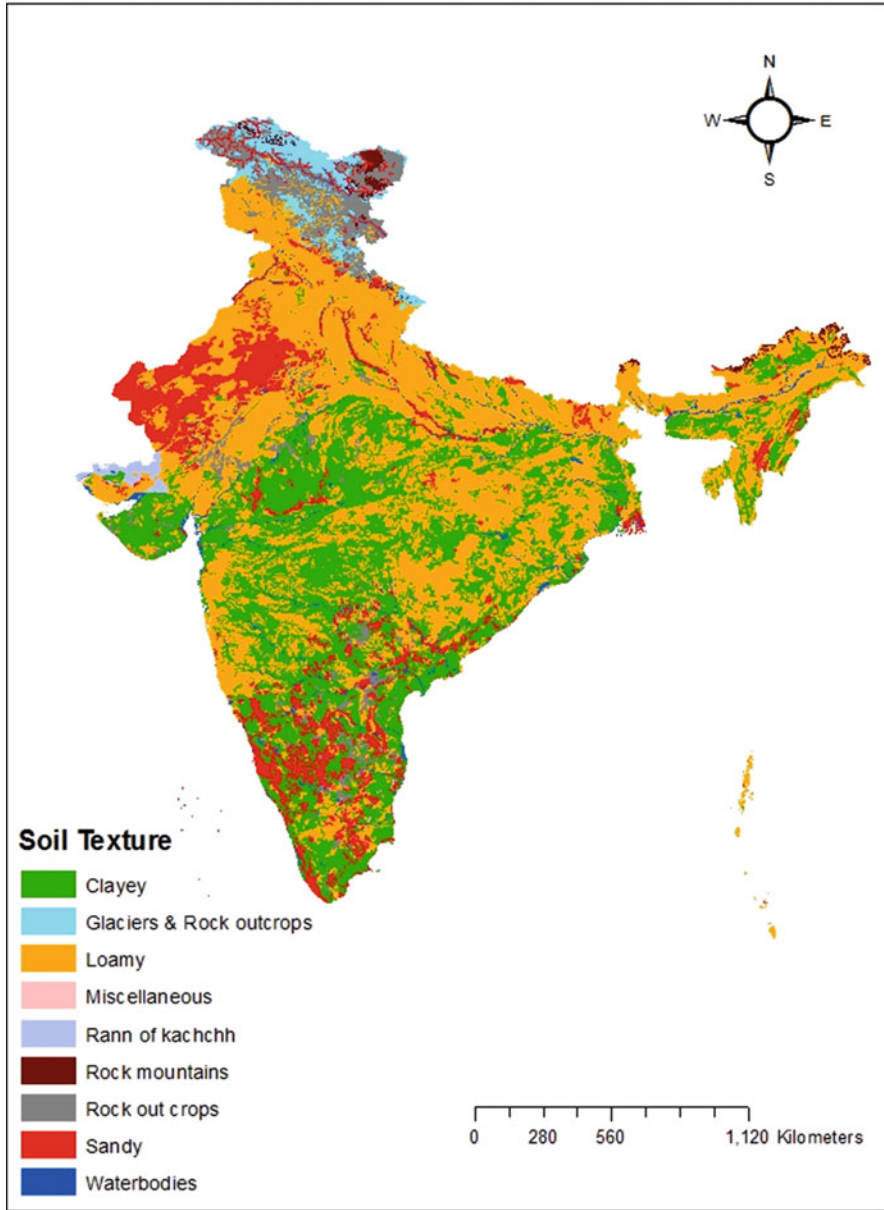 N
W E
S
Soil Texture
Clayey
Glaciers & Rock outcrops
Loamy
Miscellaneous
Rann of kachchh
Rock mountains
Rock out crops
Sandy
Waterbodies
0 280 560 1,120 Kilometers